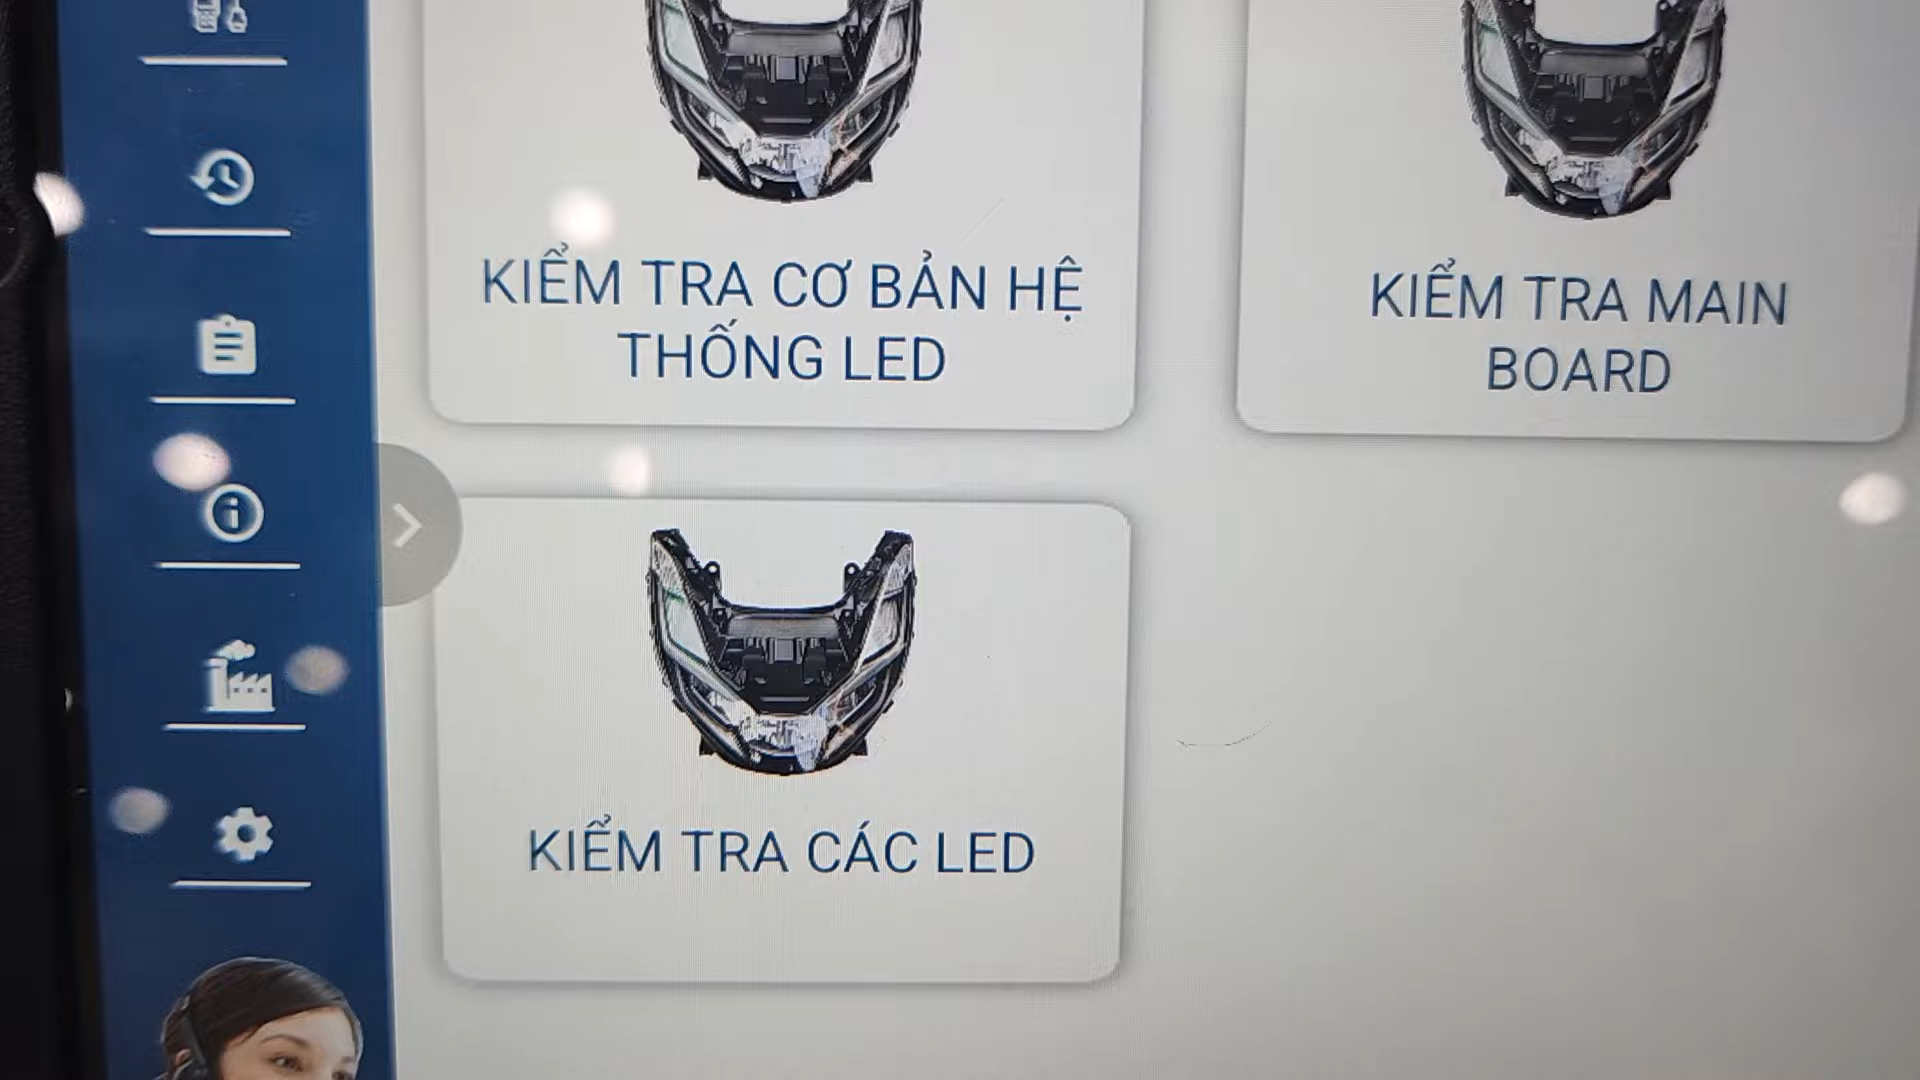 KIỂM TRA CƠ BẢN HỆ
THỐNG LED
KIỂM TRA MAIN
BOARD
KIỂM TRA CÁC LED